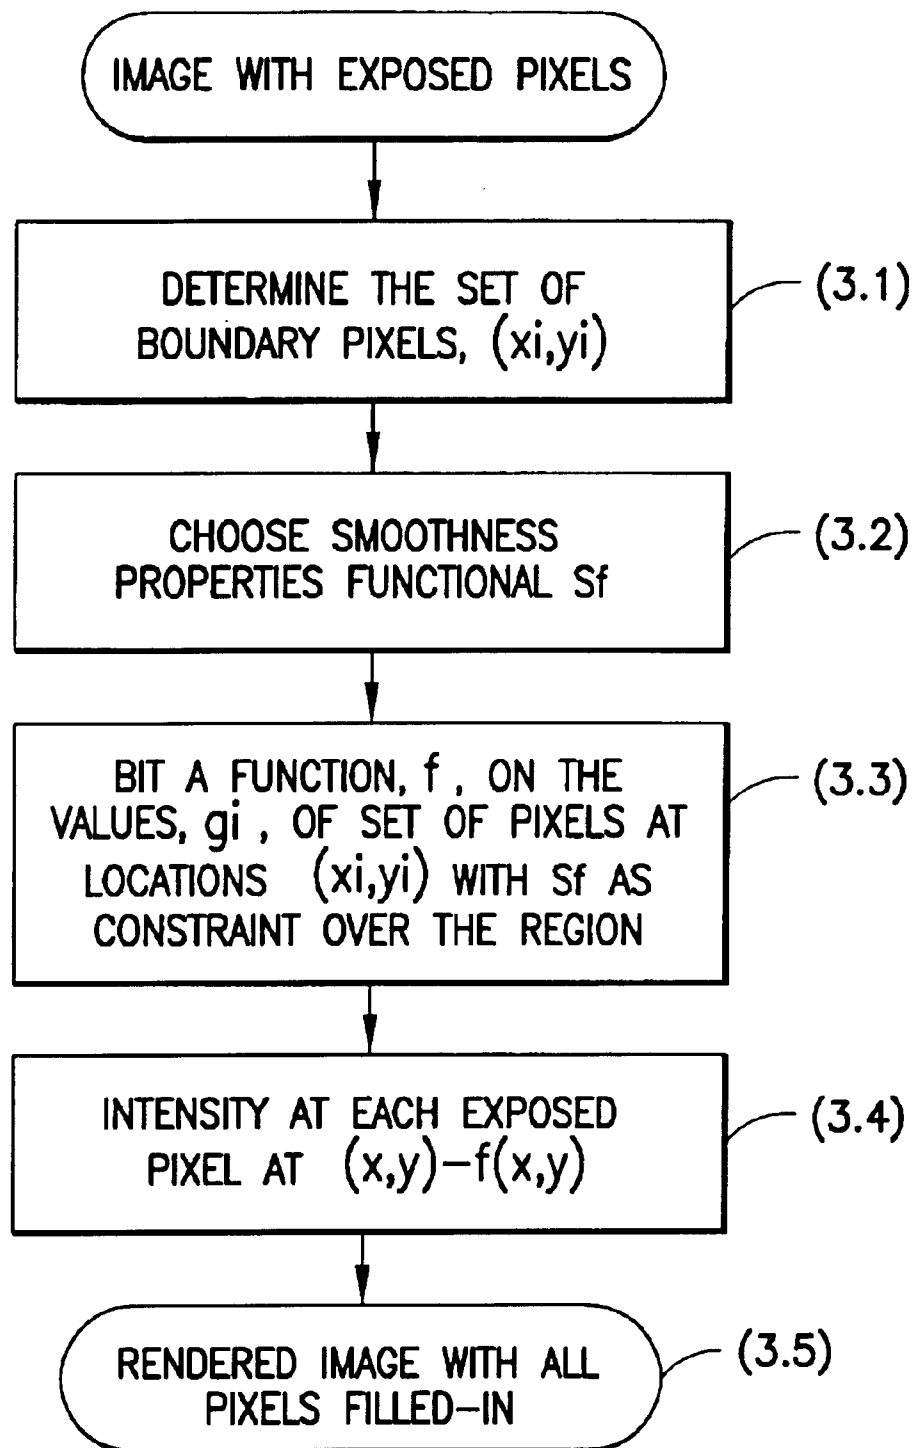 IMAGE WITH EXPOSED PIXELS
DETERMINE THE SET OF
BOUNDARY PIXELS, (xi,yi)
(3.1)
CHOOSE SMOOTHNESS
PROPERTIES FUNCTIONAL Sf
(3.2)
BIT A FUNCTION, f, ON THE
VALUES, gi, OF SET OF PIXELS AT
LOCATIONS (xi,yi) WITH Sf AS
CONSTRAINT OVER THE REGION
(3.3)
INTENSITY AT EACH EXPOSED
PIXEL AT (x,y)-f(x,y)
(3.4)
RENDERED IMAGE WITH ALL
PIXELS FILLED-IN
(3.5)